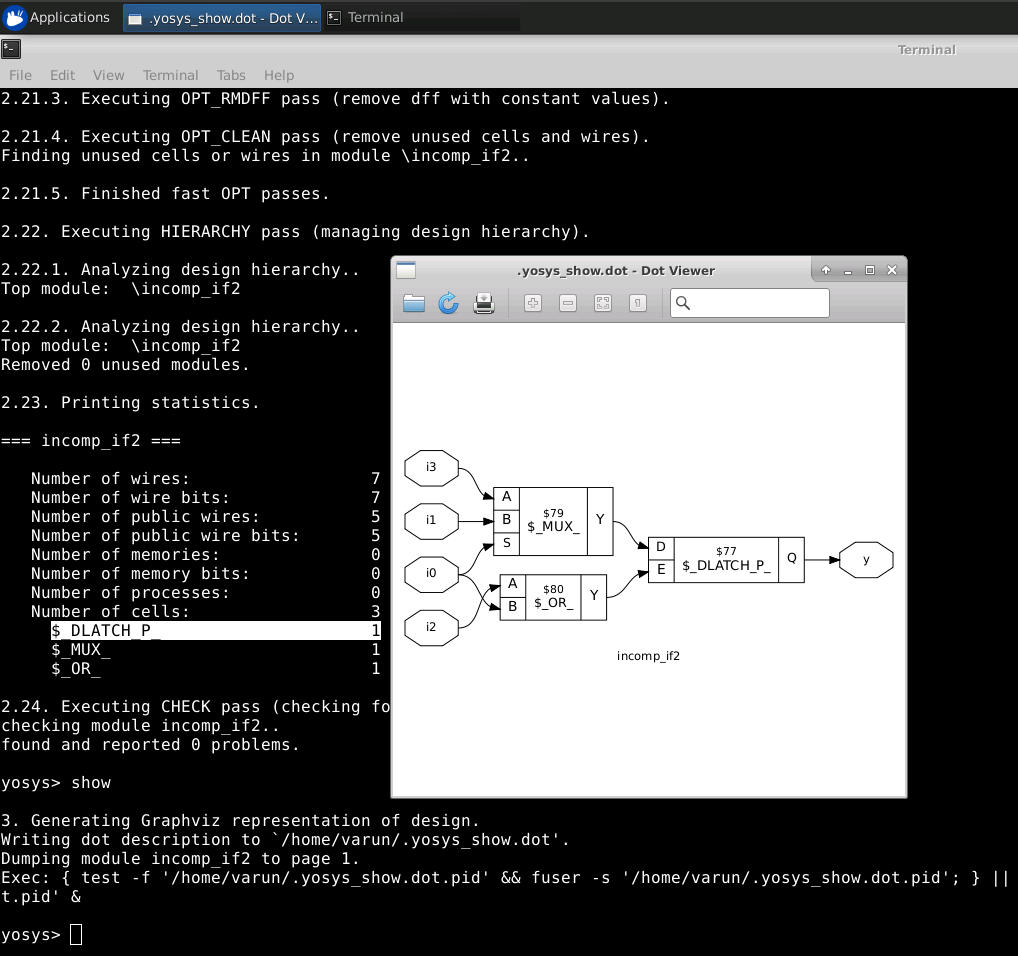 Applications
.yosys_show.dot - Dot V...
Terminal
Terminal
File Edit View Terminal Tabs Help
2.21.3. Executing OPT_RMDFF pass (remove dff with constant values).
2.21.4. Executing OPT_CLEAN pass (remove unused cells and wires).
Finding unused cells or wires in module \incomp_if2..
2.21.5. Finished fast OPT passes.
2.22. Executing HIERARCHY pass (managing design hierarchy).
2.22.1. Analyzing design hierarchy..
Top module:  \incomp_if2
2.22.2. Analyzing design hierarchy..
Top module:  \incomp_if2
Removed 0 unused modules.
2.23. Printing statistics.
=== incomp_if2 ===
Number of wires: 7
Number of wire bits: 7
Number of public wires: 5
Number of public wire bits: 5
Number of memories: 0
Number of memory bits: 0
Number of processes: 0
Number of cells: 3
$_DLATCH_P_ 1
$_MUX_ 1
$_OR_ 1
2.24. Executing CHECK pass (checking fo
checking module incomp_if2..
found and reported 0 problems.
yosys> show
3. Generating Graphviz representation of design.
Writing dot description to `/home/varun/.yosys_show.dot'.
Dumping module incomp_if2 to page 1.
Exec: { test -f '/home/varun/.yosys_show.dot.pid' && fuser -s '/home/varun/.yosys_show.dot.pid'; } ||
t.pid' &
yosys>
.yosys_show.dot - Dot Viewer
i3
i1
i0
i2
A
B
S
$79
$_MUX_
Y
A
B
$80
$_OR_
Y
D
E
$77
$_DLATCH_P_
Q
y
incomp_if2